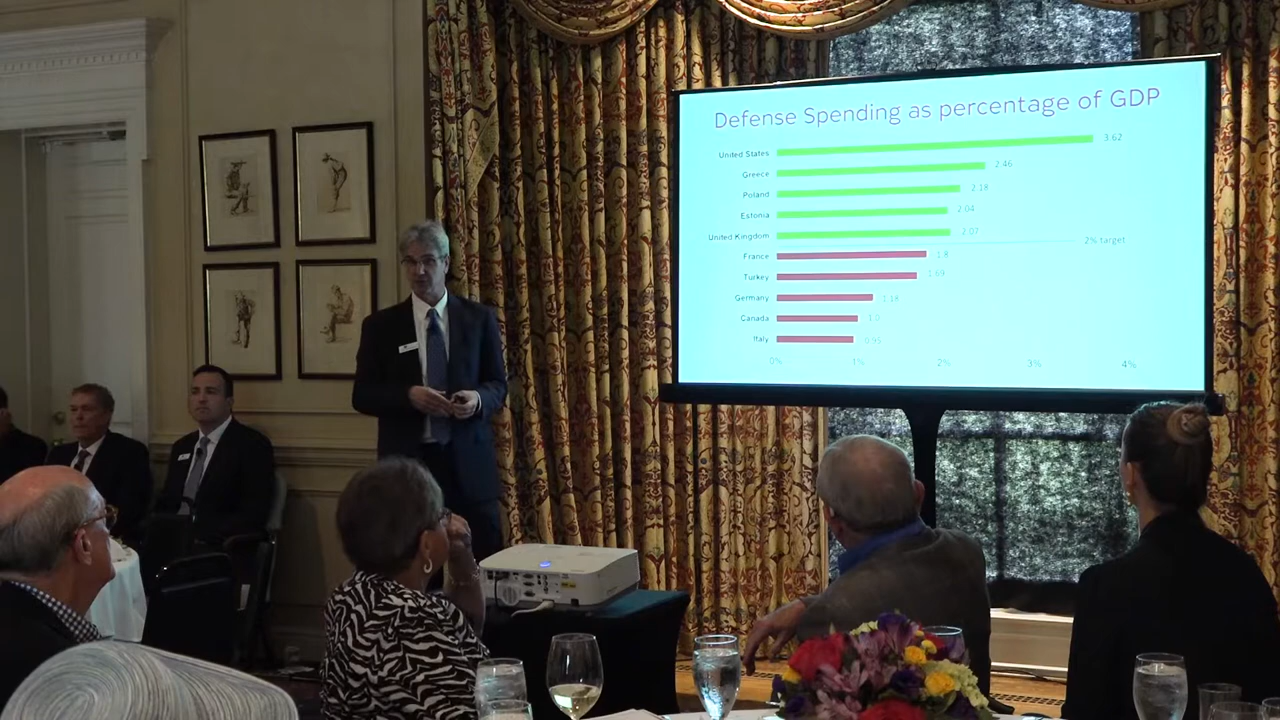 Defense Spending as percentage of GDP
United States 3.62
Greece 2.46
Poland 2.18
Estonia 2.04
United Kingdom 2.07
2% target
France 1.8
Turkey 1.69
Germany 1.18
Canada 1.0
Italy 0.95
0% 1% 2% 3% 4%